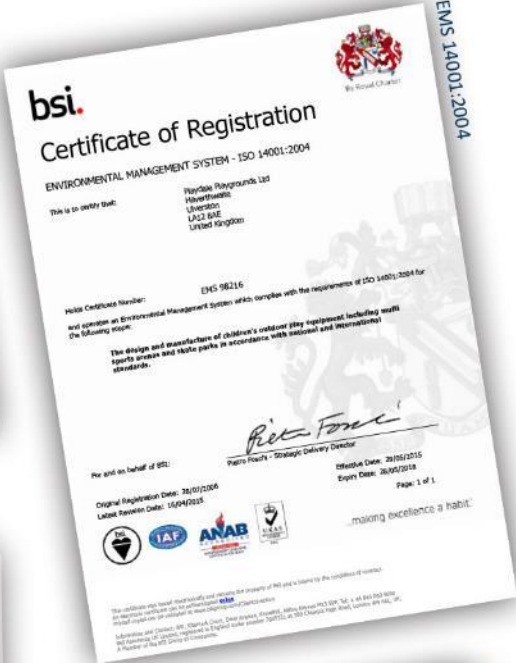 EMS 14001:2004
bsi.
By Royal Charter
Certificate of Registration
ENVIRONMENTAL MANAGEMENT SYSTEM - ISO 14001:2004
This is to certify that:
Playdale Playgrounds Ltd
Haverthwaite
Ulverston
LA12 8AE
United Kingdom
Holds Certificate Number:
EMS 98216
and operates an Environmental Management System which complies with the requirements of ISO 14001:2004 for
the following scope:
The design and manufacture of children's outdoor play equipment including multi
sports arenas and skate parks in accordance with national and international
standards.
For and on behalf of BSI:
Pietro Foschi - Strategic Delivery Director
Original Registration Date: 28/07/2006
Effective Date: 29/05/2015
Latest Revision Date: 16/04/2015
Expiry Date: 28/05/2018
Page: 1 of 1
bsi
IAF
ANAB
ACCREDITED
UKAS
...making excellence a habit.